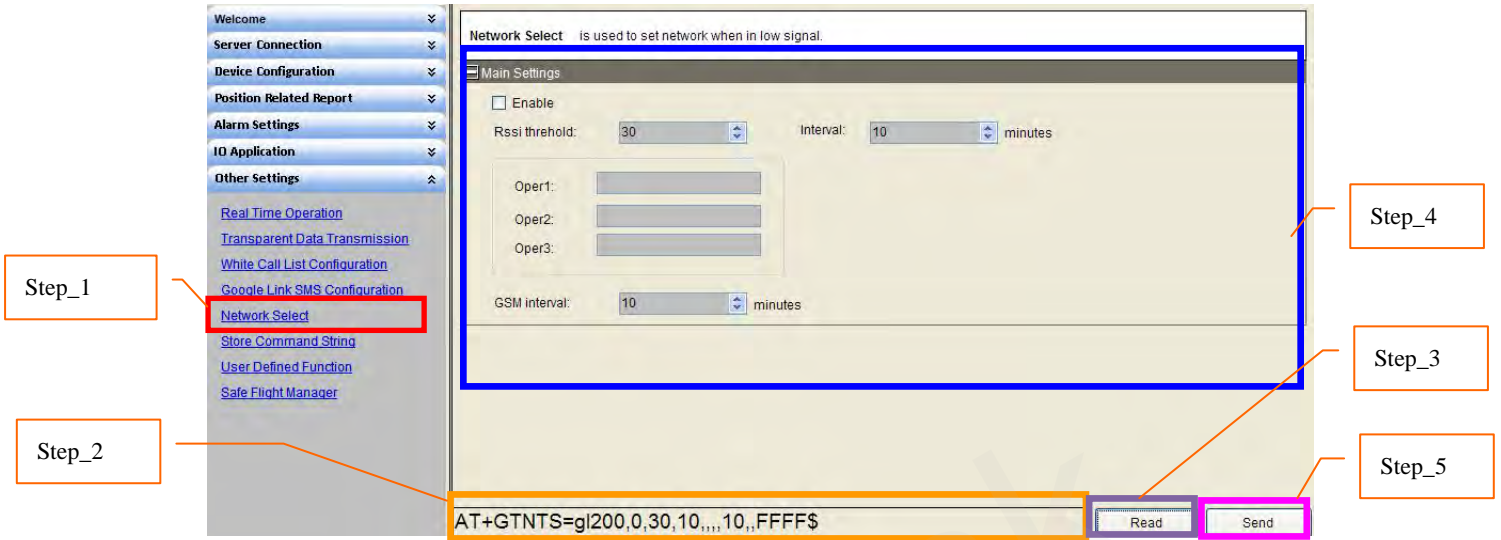 Welcome
Server Connection
Device Configuration
Position Related Report
Alarm Settings
IO Application
Other Settings
Real Time Operation
Transparent Data Transmission
White Call List Configuration
Google Link SMS Configuration
Network Select
Store Command String
User Defined Function
Safe Flight Manager
Network Select is used to set network when in low signal.
Main Settings
Enable
Rssi threhold: 30 Interval: 10 minutes
Oper1:
Oper2:
Oper3:
GSM interval: 10 minutes
AT+GTNTS=gl200,0,30,10,,,,10,,FFFF$
Read Send
Step_1
Step_2
Step_4
Step_3
Step_5